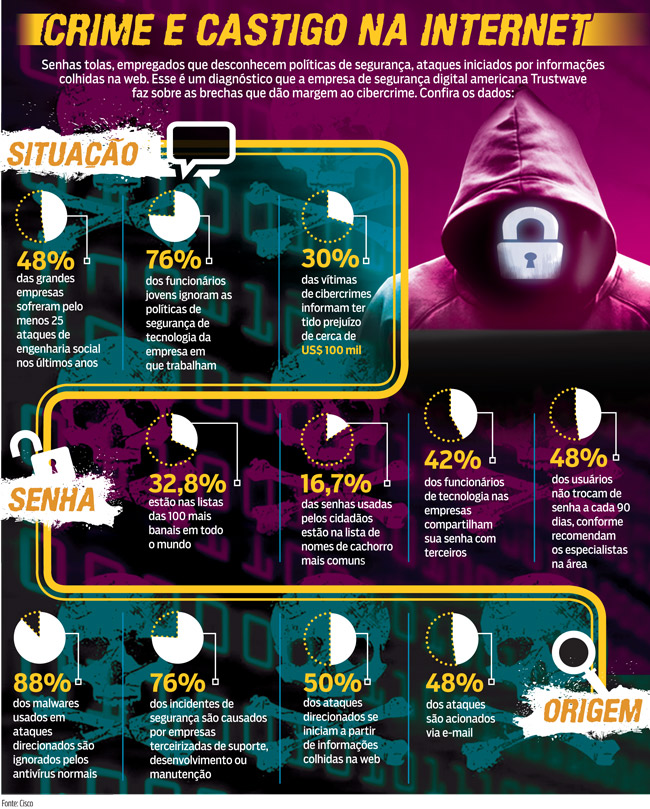 CRIME E CASTIGO NA INTERNET
Senhas tolas, empregados que desconhecem políticas de segurança, ataques iniciados por informações
colhidas na web. Esse é um diagnóstico que a empresa de segurança digital americana Trustwave
faz sobre as brechas que dão margem ao cibercrime. Confira os dados:
SITUAÇÃO
48%
das grandes
empresas
sofreram pelo
menos 25
ataques de
engenharia social
nos últimos anos
76%
dos funcionários
jovens ignoram as
políticas de
segurança de
tecnologia da
empresa em
que trabalham
30%
das vítimas
de cibercrimes
informam ter
tido prejuízo
de cerca de
US$ 100 mil
SENHA
32,8%
estão nas listas
das 100 mais
banais em todo
o mundo
16,7%
das senhas usadas
pelos cidadãos
estão na lista de
nomes de cachorro
mais comuns
42%
dos funcionários
de tecnologia nas
empresas
compartilham
sua senha com
terceiros
48%
dos usuários
não trocam de
senha a cada 90
dias, conforme
recomendam
os especialistas
na área
88%
dos malwares
usados em
ataques
direcionados são
ignorados pelos
antivírus normais
76%
dos incidentes de
segurança são causados
por empresas
terceirizadas de suporte,
desenvolvimento ou
manutenção
50%
dos ataques
direcionados se
iniciam a partir
de informações
colhidas na web
48%
dos ataques
são acionados
via e-mail
ORIGEM
Fonte: Cisco